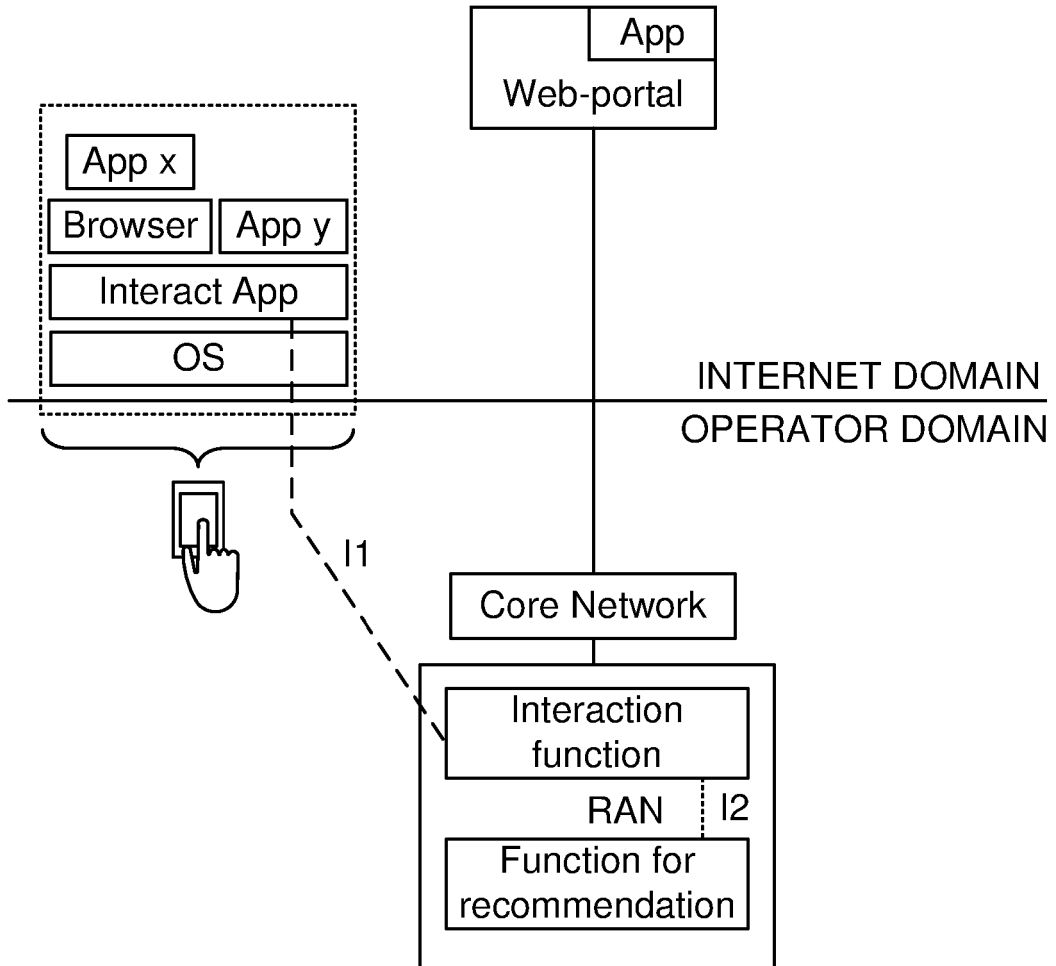 App
Web-portal
App x
Browser
App y
Interact App
OS
INTERNET DOMAIN
OPERATOR DOMAIN
I1
Core Network
Interaction
function
RAN
I2
Function for
recommendation